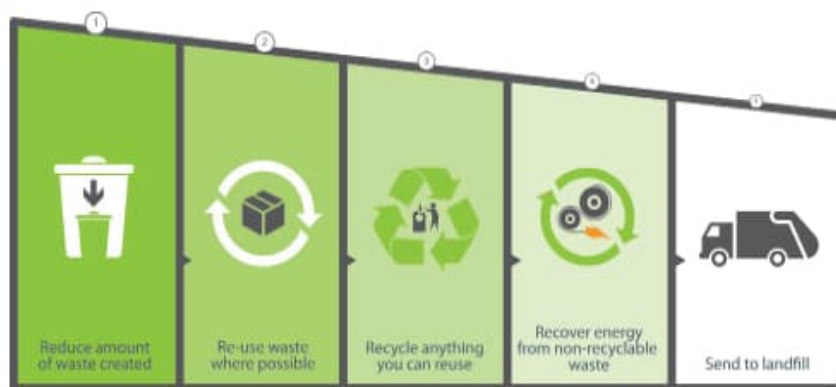 1
2
3
4
5
Reduce amount
of waste created
Re-use waste
where possible
Recycle anything
you can reuse
Recover energy
from non-recyclable
waste
Send to landfill